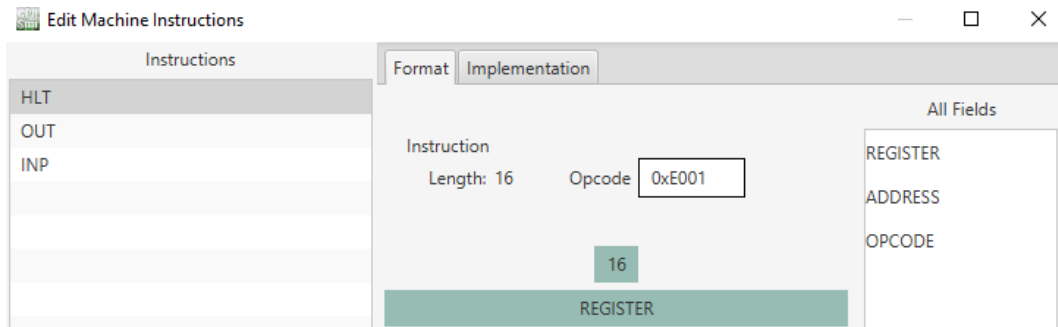 Edit Machine Instructions
Instructions
HLT
OUT
INP
Format Implementation
All Fields
Instruction
Length: 16 Opcode 0xE001
REGISTER
ADDRESS
OPCODE
16
REGISTER